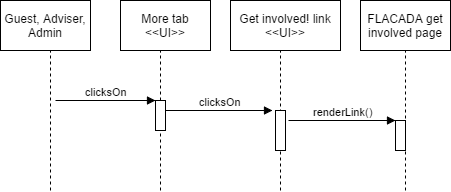 Guest, Adviser,
Admin
More tab
<<UI>>
Get involved! link
<<UI>>
FLACADA get
involved page
clicksOn
clicksOn
renderLink()